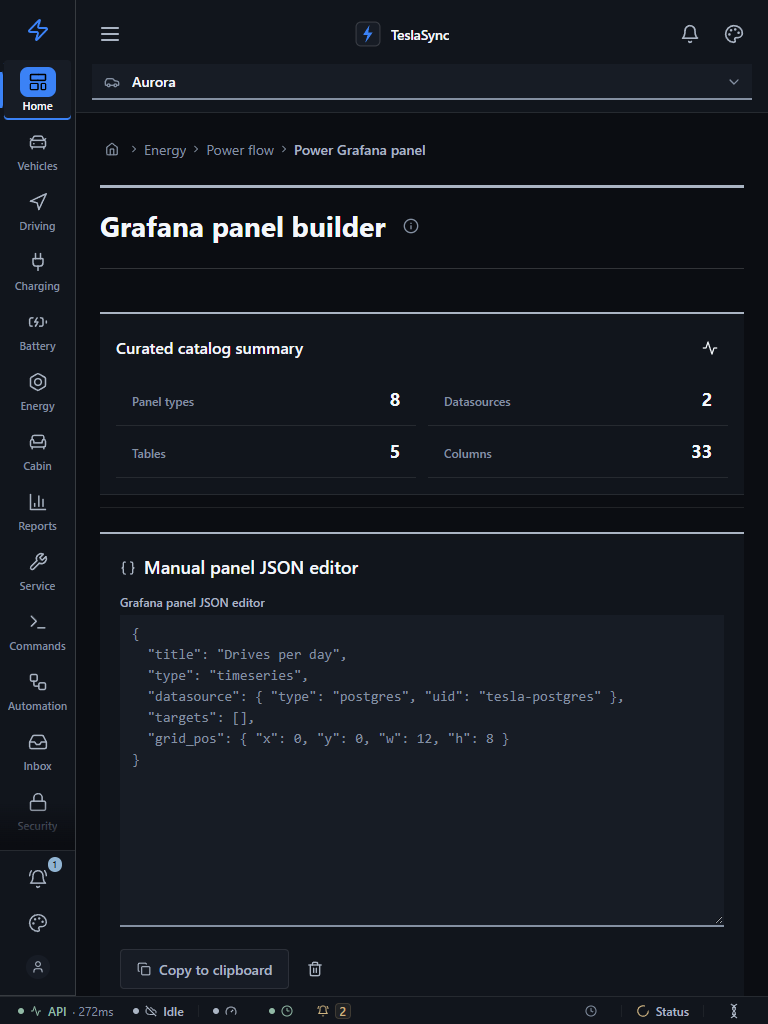 TeslaSync
Aurora
Home
Vehicles
Driving
Charging
Battery
Energy
Cabin
Reports
Service
Commands
Automation
Inbox
Security
1
Energy > Power flow > Power Grafana panel
Grafana panel builder
Curated catalog summary
Panel types 8
Datasources 2
Tables 5
Columns 33
{} Manual panel JSON editor
Grafana panel JSON editor
{
  "title": "Drives per day",
  "type": "timeseries",
  "datasource": { "type": "postgres", "uid": "tesla-postgres" },
  "targets": [],
  "grid_pos": { "x": 0, "y": 0, "w": 12, "h": 8 }
}
Copy to clipboard
API · 272ms Idle 2 Status